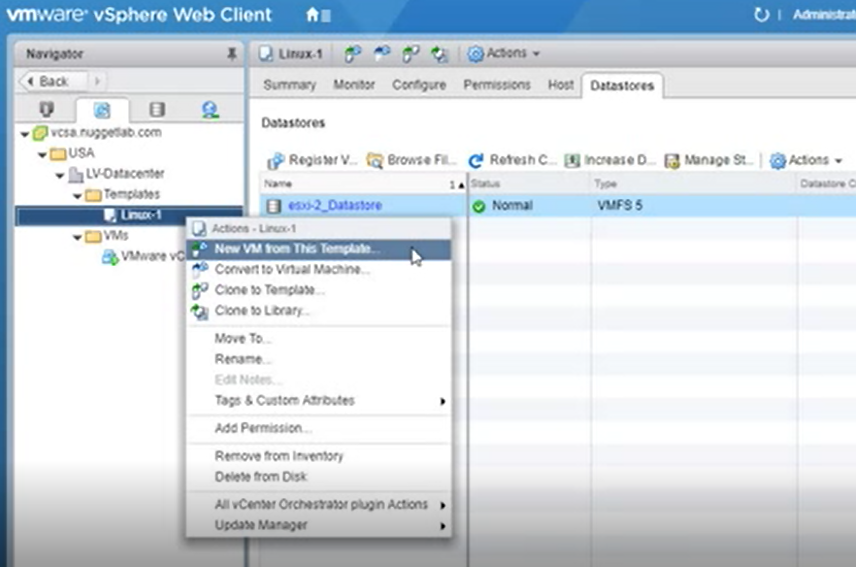 vmware® vSphere Web Client
Administrat
Navigator
Linux-1
Actions
Back
Summary
Monitor
Configure
Permissions
Host
Datastores
Datastores
vcsa.nuggetlab.com
USA
LV-Datacenter
Templates
Linux-1
VMs
VMware vC
Register V...
Browse Fil...
Refresh C...
Increase D...
Manage St...
Actions
Name
1
Status
Type
Datastore C
esxi-2_Datastore
Normal
VMFS 5
Actions - Linux-1
New VM from This Template...
Convert to Virtual Machine...
Clone to Template...
Clone to Library...
Move To...
Rename...
Edit Notes...
Tags & Custom Attributes
Add Permission...
Remove from Inventory
Delete from Disk
All vCenter Orchestrator plugin Actions
Update Manager